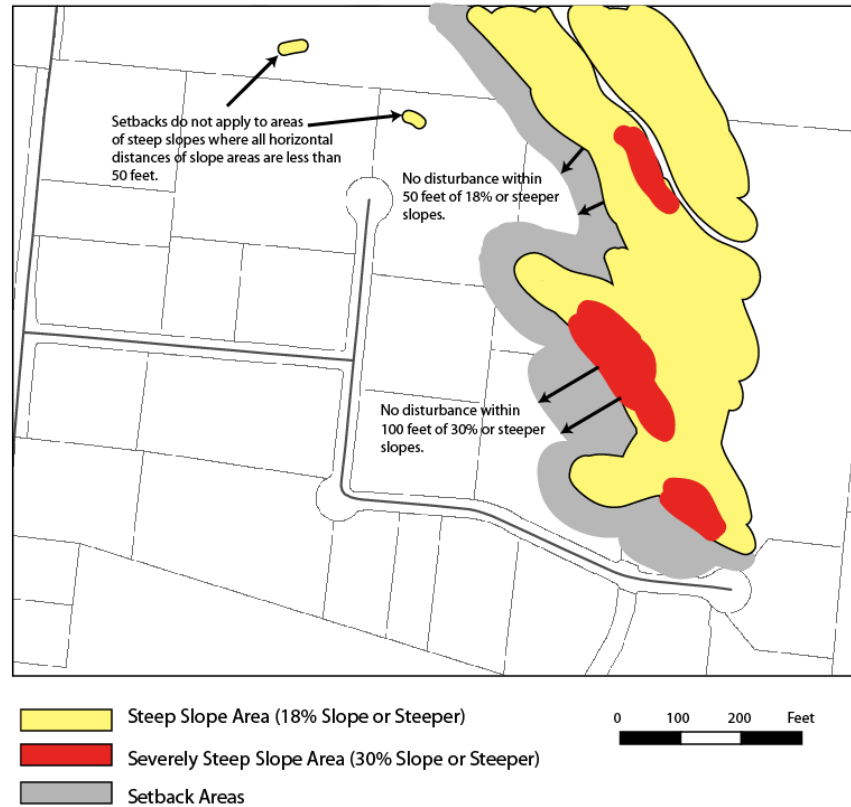 Setbacks do not apply to areas
of steep slopes where all horizontal
distances of slope areas are less than
50 feet.
No disturbance within
50 feet of 18% or steeper
slopes.
No disturbance within
100 feet of 30% or steeper
slopes.
Steep Slope Area (18% Slope or Steeper)
0 100 200 Feet
Severely Steep Slope Area (30% Slope or Steeper)
Setback Areas